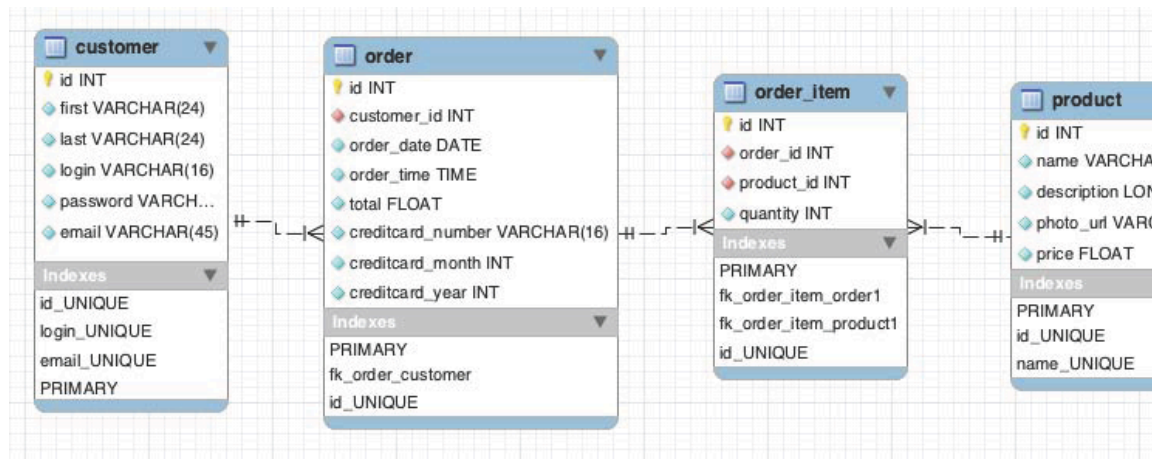 customer
id INT
first VARCHAR(24)
last VARCHAR(24)
login VARCHAR(16)
password VARCH...
email VARCHAR(45)
Indexes
id_UNIQUE
login_UNIQUE
email_UNIQUE
PRIMARY
order
id INT
customer_id INT
order_date DATE
order_time TIME
total FLOAT
creditcard_number VARCHAR(16)
creditcard_month INT
creditcard_year INT
Indexes
PRIMARY
fk_order_customer
id_UNIQUE
order_item
id INT
order_id INT
product_id INT
quantity INT
Indexes
PRIMARY
fk_order_item_order1
fk_order_item_product1
id_UNIQUE
product
id INT
name VARCHA
description LON
photo_url VARC
price FLOAT
Indexes
PRIMARY
id_UNIQUE
name_UNIQUE